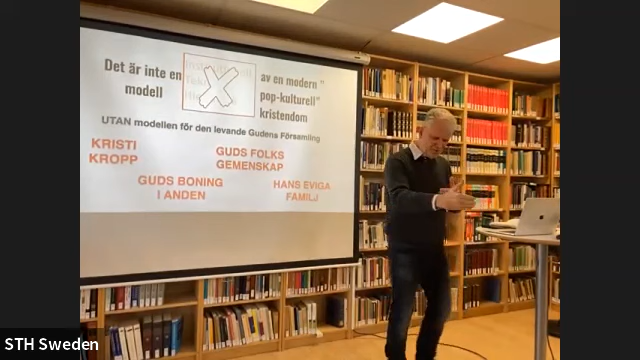 Det är inte en
modell
av en modern "
pop-kulturell"
kristendom
UTAN modellen för den levande Gudens Församling
KRISTI
KROPP
GUDS FOLKS
GEMENSKAP
GUDS BONING
I ANDEN
HANS EVIGA
FAMILJ
STH Sweden